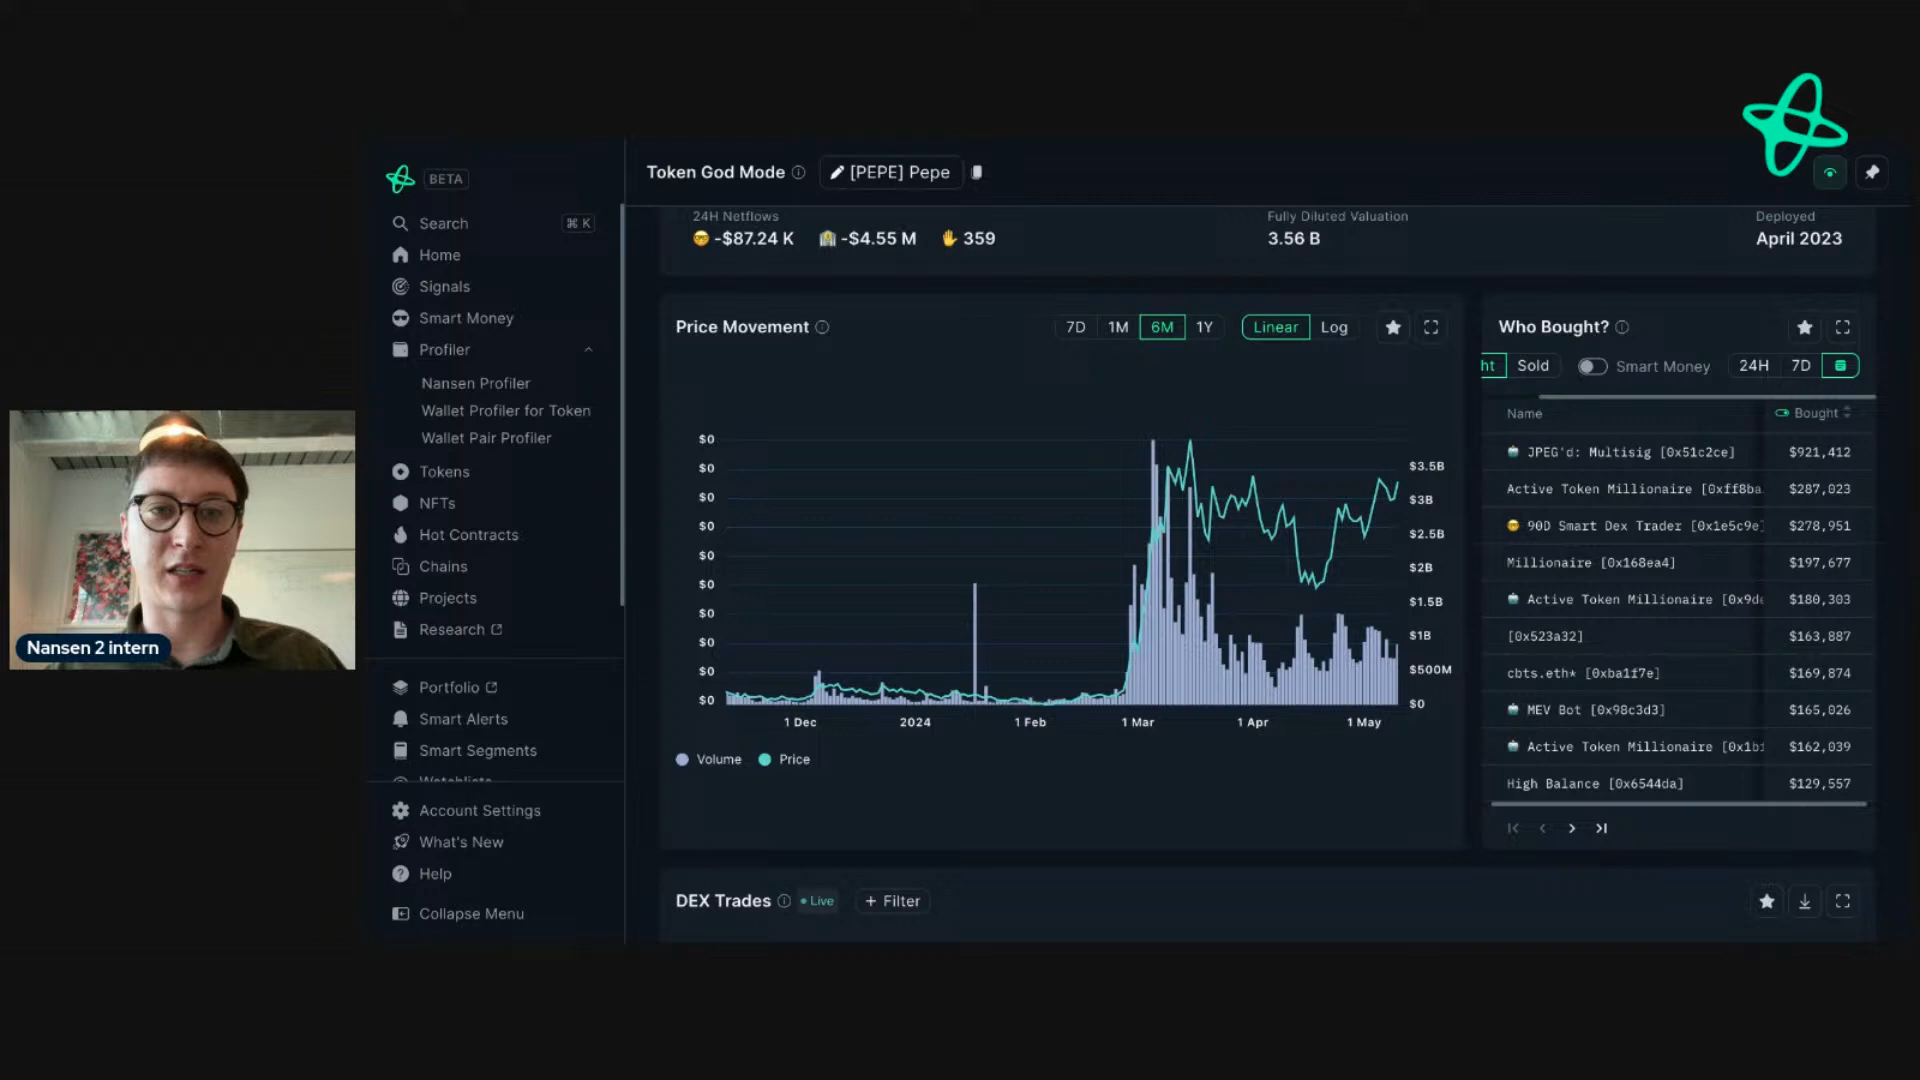 BETA
Search
⌘ K
Home
Signals
Smart Money
Profiler
Nansen Profiler
Wallet Profiler for Token
Wallet Pair Profiler
Tokens
NFTs
Hot Contracts
Chains
Projects
Research
Portfolio
Smart Alerts
Smart Segments
Watchlists
Account Settings
What's New
Help
Collapse Menu
Nansen 2 intern
Token God Mode
[PEPE] Pepe
24H Netflows
-$87.24 K
-$4.55 M
359
Fully Diluted Valuation
3.56 B
Deployed
April 2023
Price Movement
7D 1M 6M 1Y
Linear Log
$0
$0
$0
$0
$0
$0
$0
$0
$0
$0
$3.5B
$3B
$2.5B
$2B
$1.5B
$1B
$500M
$0
1 Dec 2024 1 Feb 1 Mar 1 Apr 1 May
Volume Price
Who Bought?
ht Sold Smart Money 24H 7D
Name Bought
JPEG'd: Multisig [0x51c2ce] $921,412
Active Token Millionaire [0xff8ba $287,023
90D Smart Dex Trader [0x1e5c9e] $278,951
Millionaire [0x168ea4] $197,677
Active Token Millionaire [0x9de $180,303
[0x523a32] $163,887
cbts.eth* [0xba1f7e] $169,874
MEV Bot [0x98c3d3] $165,026
Active Token Millionaire [0x1b1 $162,039
High Balance [0x6544da] $129,557
DEX Trades
Live
+ Filter